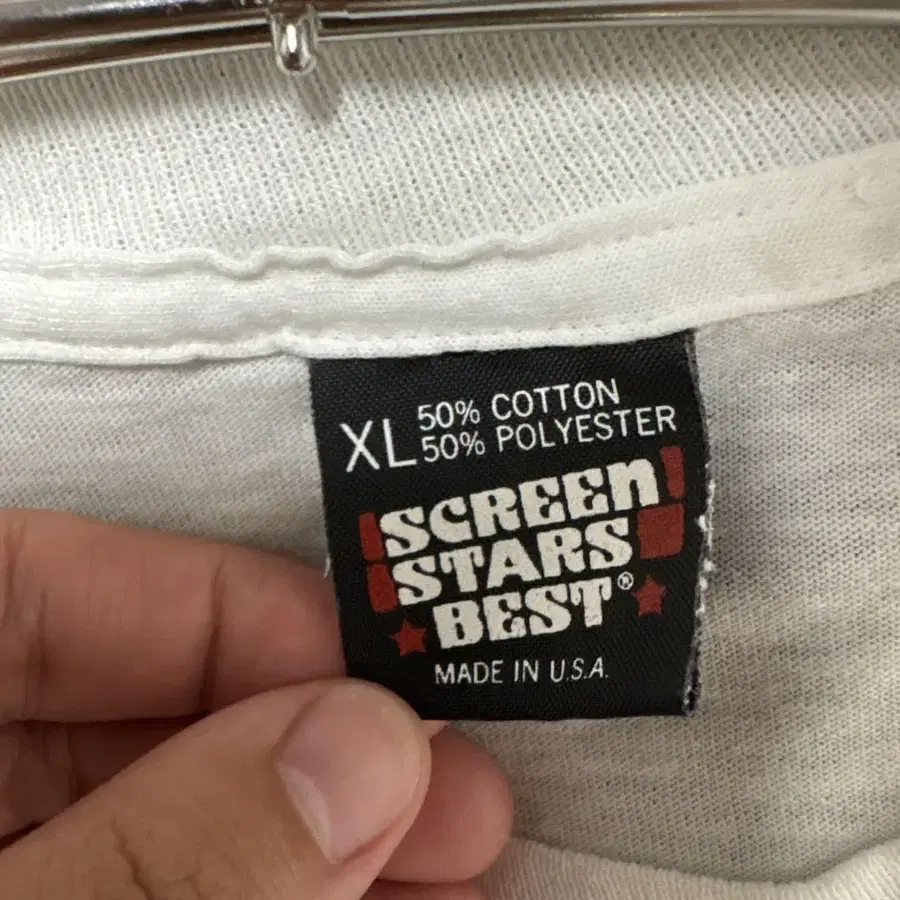 XL 50% COTTON
50% POLYESTER
SCREEN
STARS
BEST®
MADE IN U.S.A.